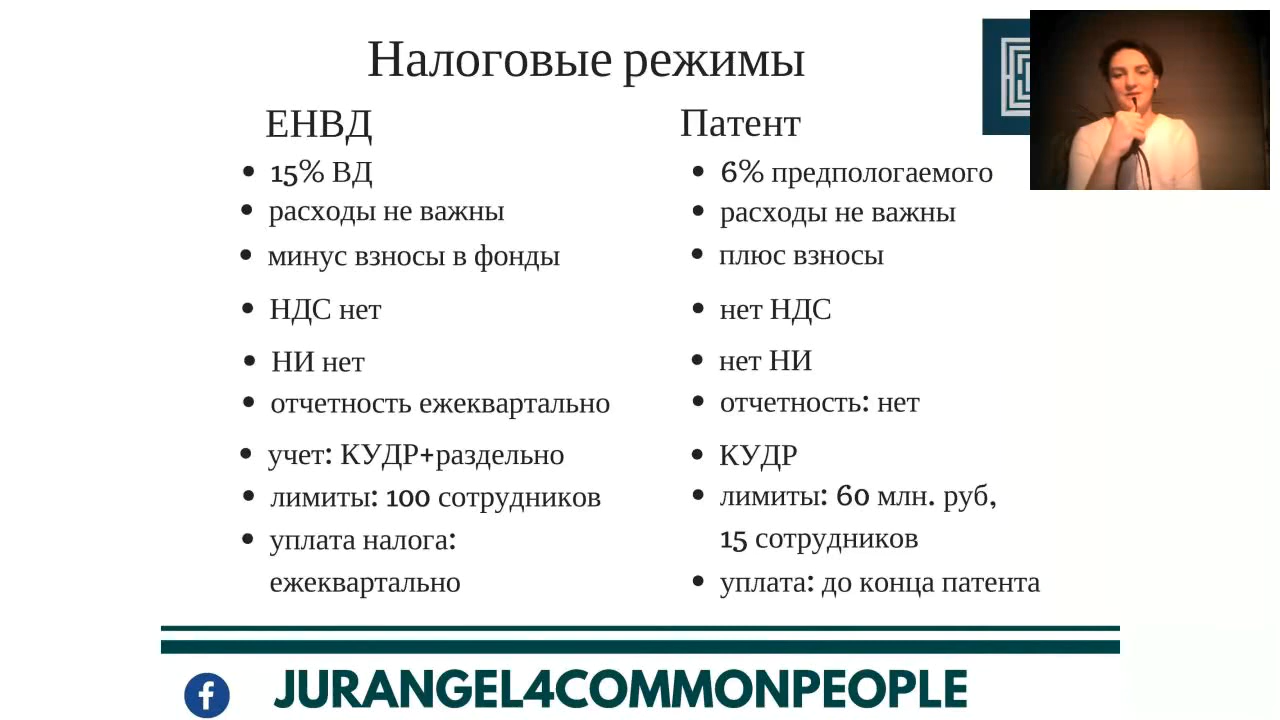 Налоговые режимы
ЕНВД
• 15% ВД
• расходы не важны
• минус взносы в фонды
• НДС нет
• НИ нет
• отчетность ежеквартально
• учет: КУДР+раздельно
• лимиты: 100 сотрудников
• уплата налога:
ежеквартально
Патент
• 6% предпологаемого
• расходы не важны
• плюс взносы
• нет НДС
• нет НИ
• отчетность: нет
• КУДР
• лимиты: 60 млн. руб,
15 сотрудников
• уплата: до конца патента
JURANGEL4COMMONPEOPLE